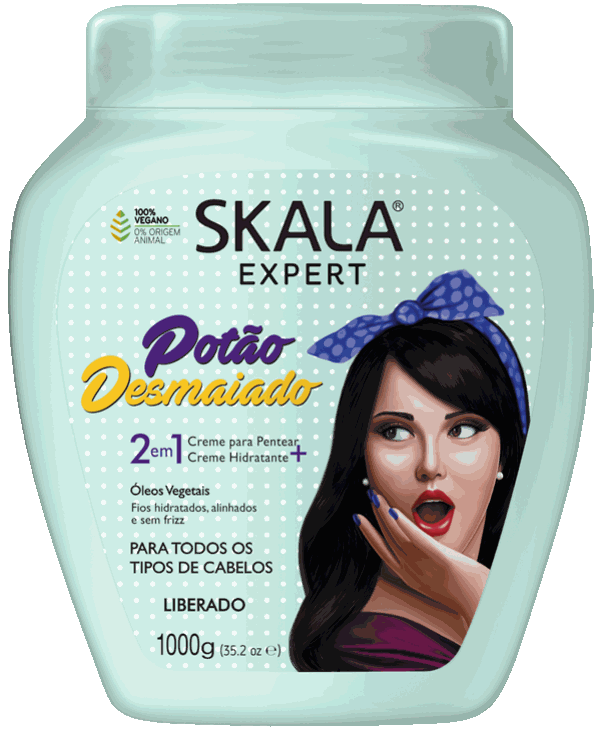 100%
VEGANO
0% ORIGEM
ANIMAL
SKALA®
EXPERT
Potão
Desmaiado
2 em 1 Creme para Pentear
Creme Hidratante +
Óleos Vegetais
Fios hidratados, alinhados
e sem frizz
PARA TODOS OS
TIPOS DE CABELOS
LIBERADO
1000g (35.2 oz ℮)